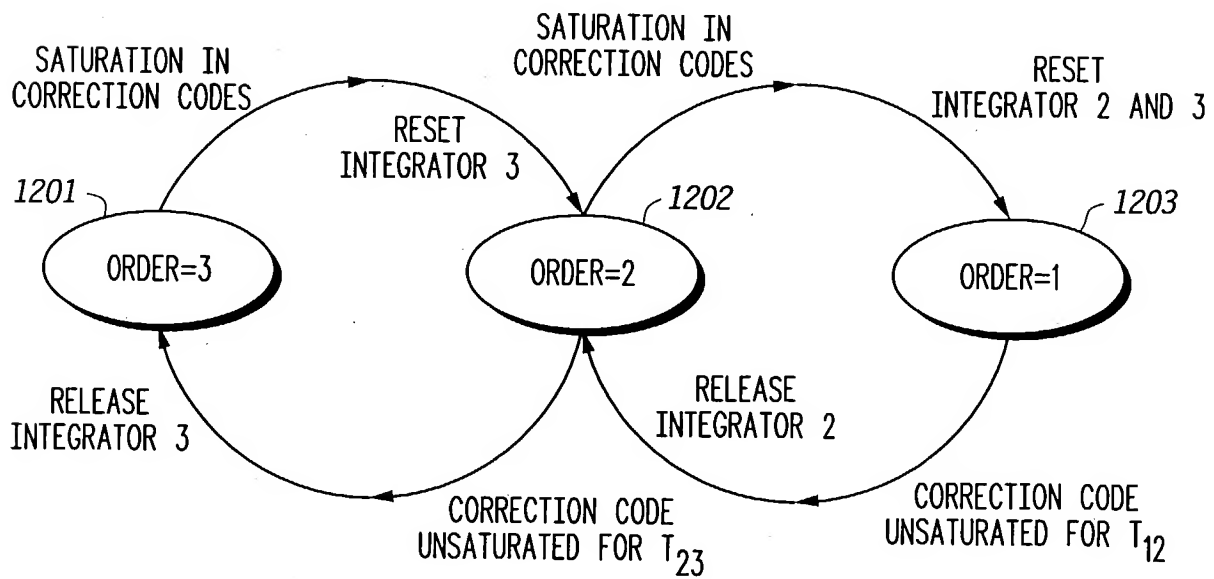 SATURATION IN
CORRECTION CODES
SATURATION IN
CORRECTION CODES
RESET
INTEGRATOR 2 AND 3
RESET
INTEGRATOR 3
1201
1202
1203
ORDER=3
ORDER=2
ORDER=1
RELEASE
INTEGRATOR 3
RELEASE
INTEGRATOR 2
CORRECTION CODE
UNSATURATED FOR T23
CORRECTION CODE
UNSATURATED FOR T12